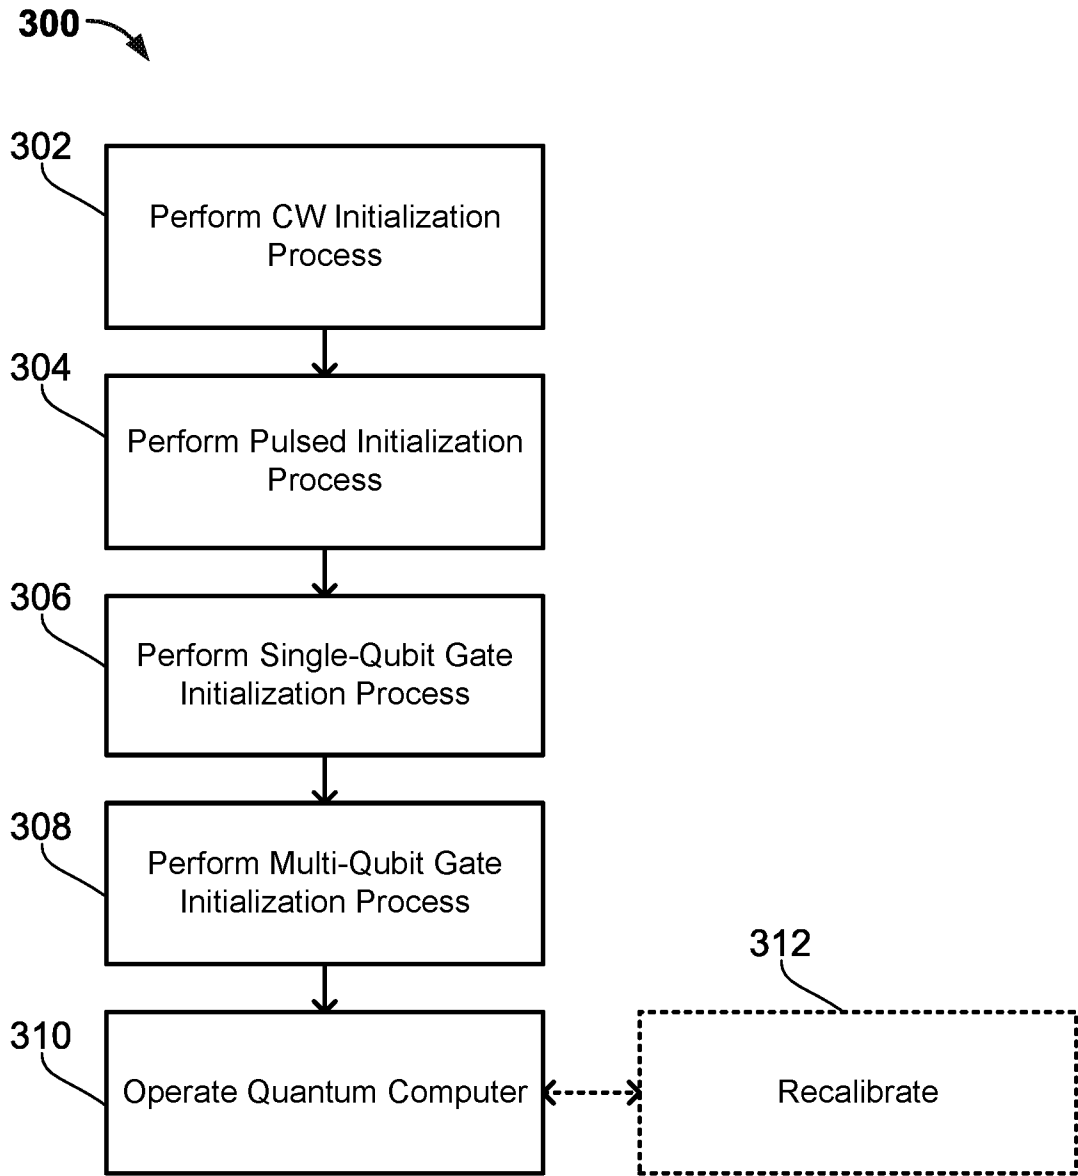 300
302
Perform CW Initialization
Process
304
Perform Pulsed Initialization
Process
306
Perform Single-Qubit Gate
Initialization Process
308
Perform Multi-Qubit Gate
Initialization Process
312
310
Operate Quantum Computer
Recalibrate